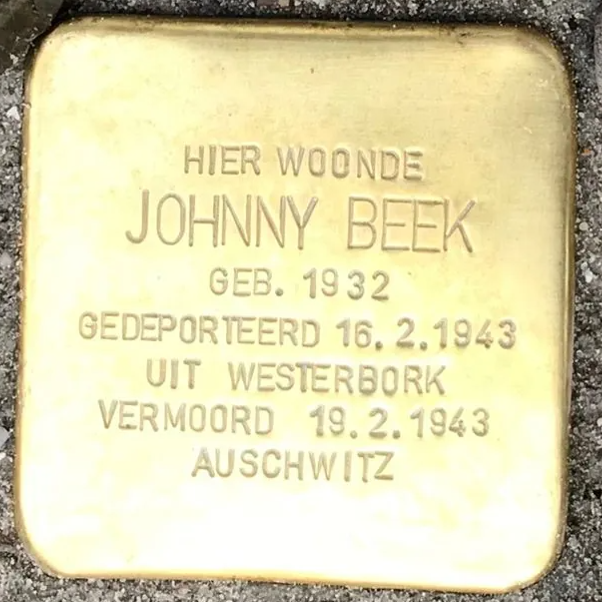 HIER WOONDE
JOHNNY BEEK
GEB. 1932
GEDEPORTEERD 16.2.1943
UIT WESTERBORK
VERMOORD 19.2.1943
AUSCHWITZ